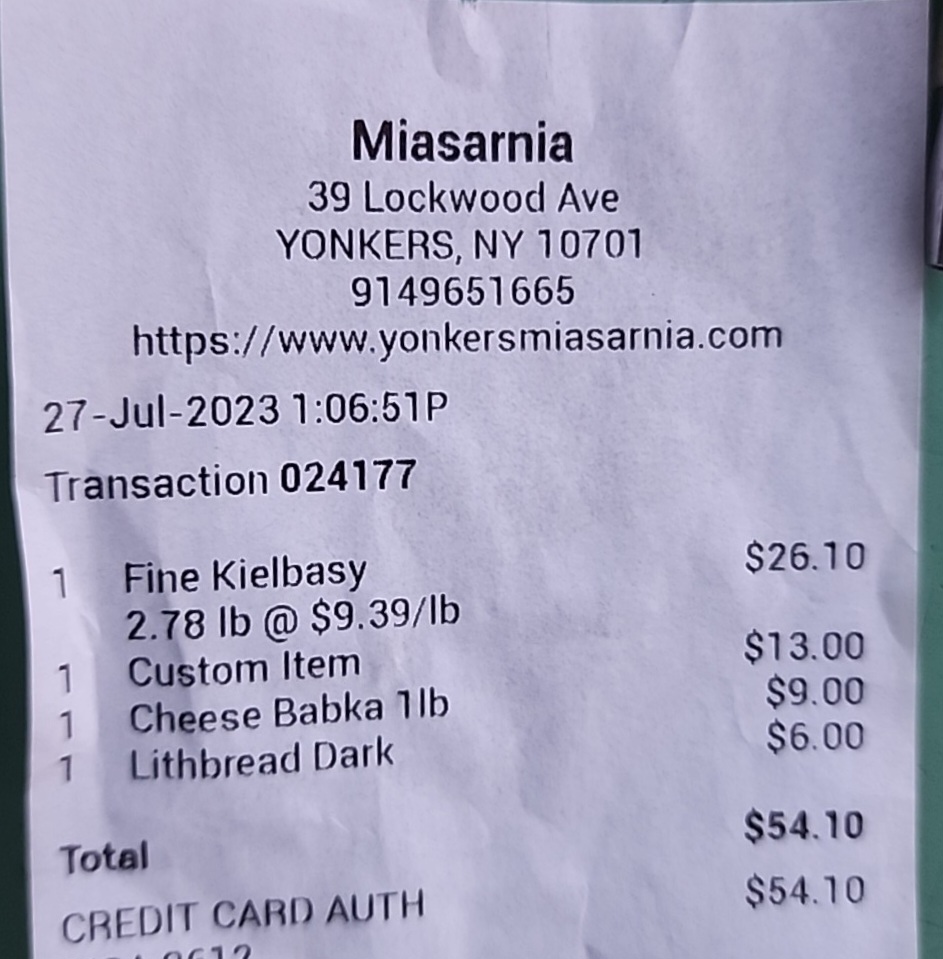 Miasarnia
39 Lockwood Ave
YONKERS, NY 10701
9149651665
https://www.yonkersmiasarnia.com
27-Jul-2023 1:06:51P
Transaction 024177
1 Fine Kielbasy $26.10
2.78 lb @ $9.39/lb
1 Custom Item $13.00
1 Cheese Babka 1lb $9.00
1 Lithbread Dark $6.00
Total $54.10
CREDIT CARD AUTH $54.10